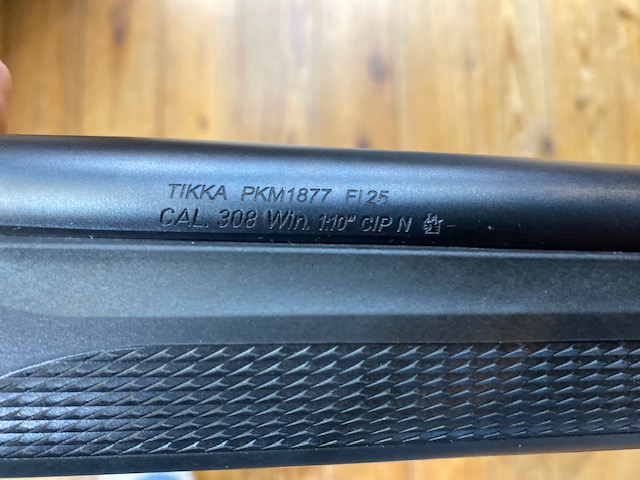 TIKKA PKM1877 FI25
CAL. 308 Win. 1:10" CIP N